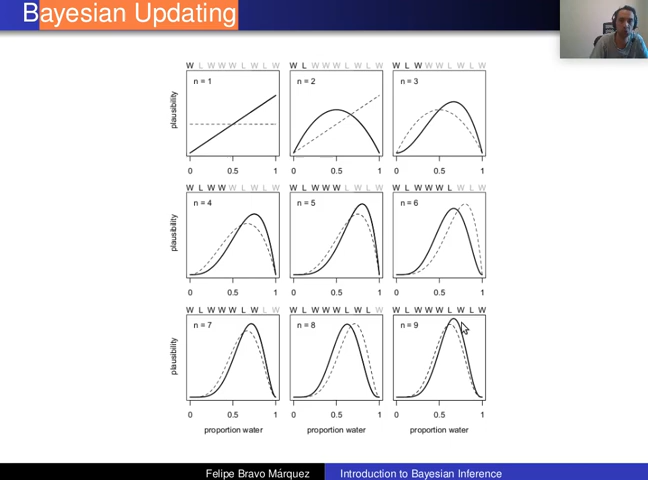 Bayesian Updating
W L W W W L W L W
n = 1
W L W W W L W L W
n = 2
W L W W W L W L W
n = 3
plausibility
0 0.5 1
0 0.5 1
0 0.5 1
W L W W W L W L W
n = 4
W L W W W L W L W
n = 5
W L W W W L W L W
n = 6
plausibility
0 0.5 1
0 0.5 1
0 0.5 1
W L W W W L W L W
n = 7
W L W W W L W L W
n = 8
W L W W W L W L W
n = 9
plausibility
0 0.5 1
0 0.5 1
0 0.5 1
proportion water
proportion water
proportion water
Felipe Bravo Márquez
Introduction to Bayesian Inference